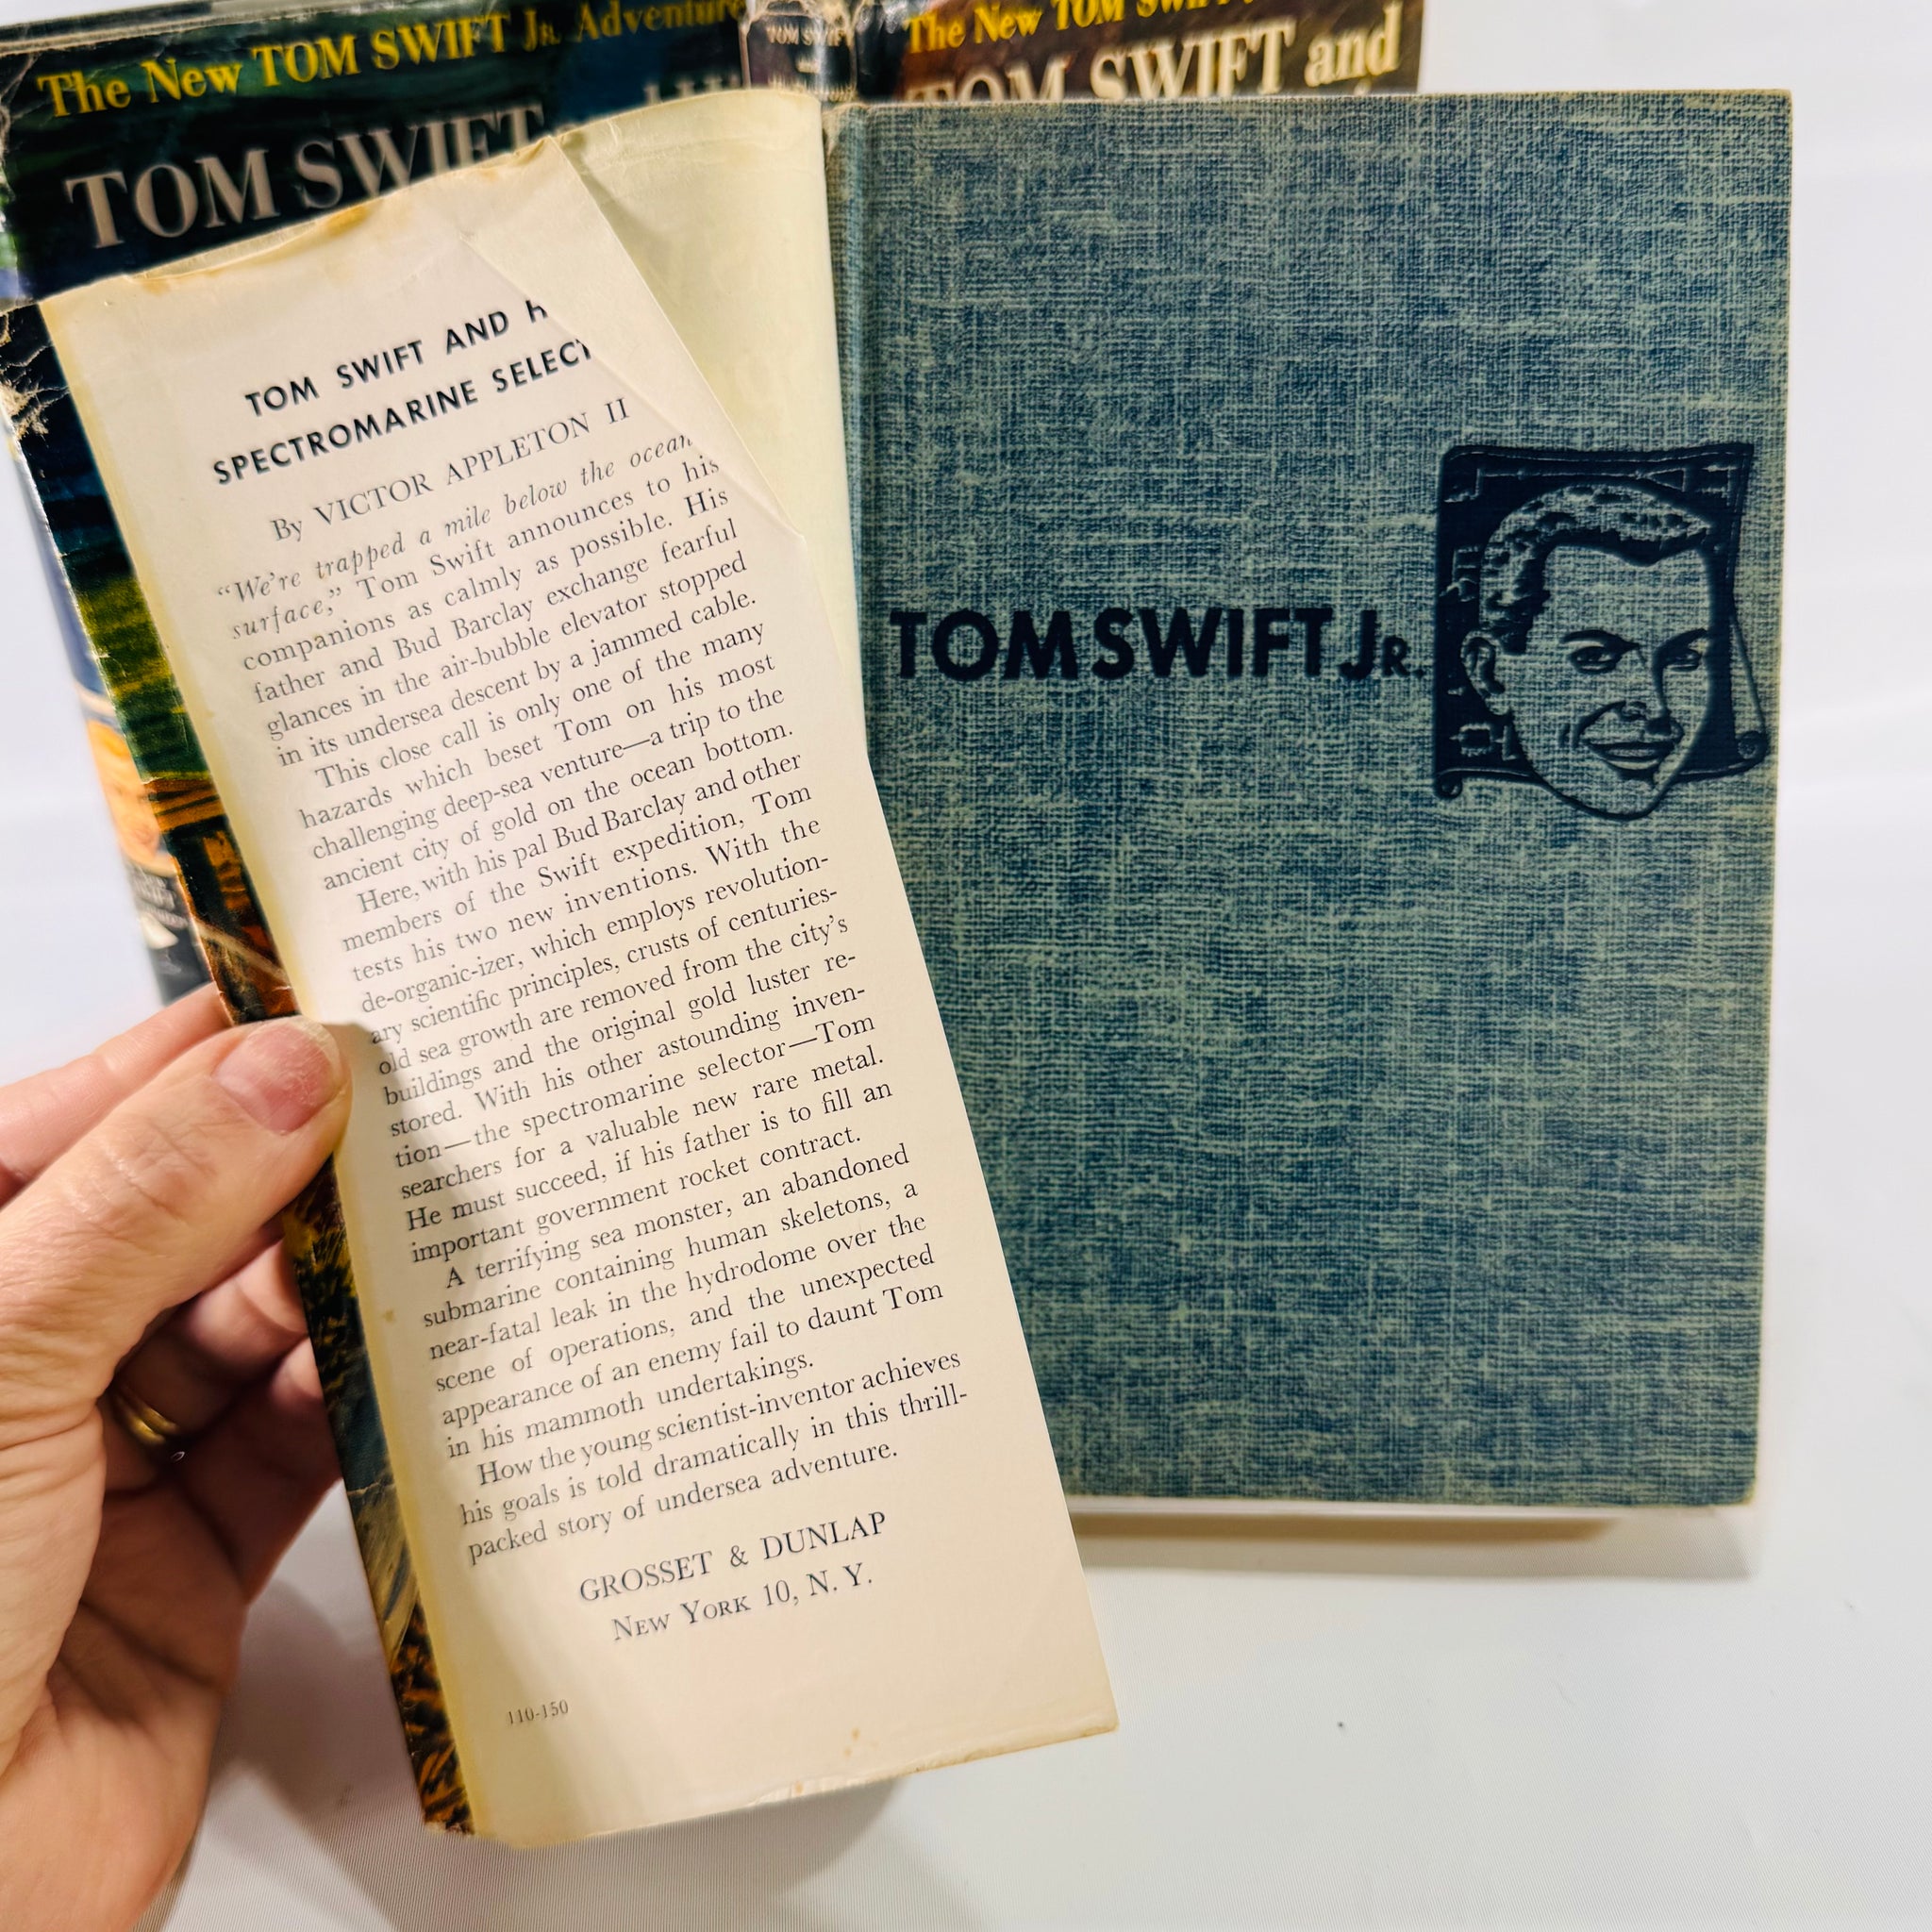 The New TOM SWIFT Jr. Adventure
TOM SWIFT
TOM SWIFT
The New TOM SWIFT
TOM SWIFT and
TOM SWIFT AND H
SPECTROMARINE SELECT
By VICTOR APPLETON II
“We’re trapped a mile below the ocean
surface,” Tom Swift announces to his
companions as calmly as possible. His
father and Bud Barclay exchange fearful
glances in the air-bubble elevator stopped
in its undersea descent by a jammed cable.
This close call is only one of the many
hazards which beset Tom on his most
challenging deep-sea venture—a trip to the
ancient city of gold on the ocean bottom.
Here, with his pal Bud Barclay and other
members of the Swift expedition, Tom
tests his two new inventions. With the
de-organic-izer, which employs revolution-
ary scientific principles, crusts of centuries-
old sea growth are removed from the city’s
buildings and the original gold luster re-
stored. With his other astounding inven-
tion—the spectromarine selector—Tom
searchers for a valuable new rare metal.
He must succeed, if his father is to fill an
important government rocket contract.
A terrifying sea monster, an abandoned
submarine containing human skeletons, a
near-fatal leak in the hydrodome over the
scene of operations, and the unexpected
appearance of an enemy fail to daunt Tom
in his mammoth undertakings.
How the young scientist-inventor achieves
his goals is told dramatically in this thrill-
packed story of undersea adventure.
GROSSET & DUNLAP
NEW YORK 10, N. Y.
110-150
TOM SWIFT JR.